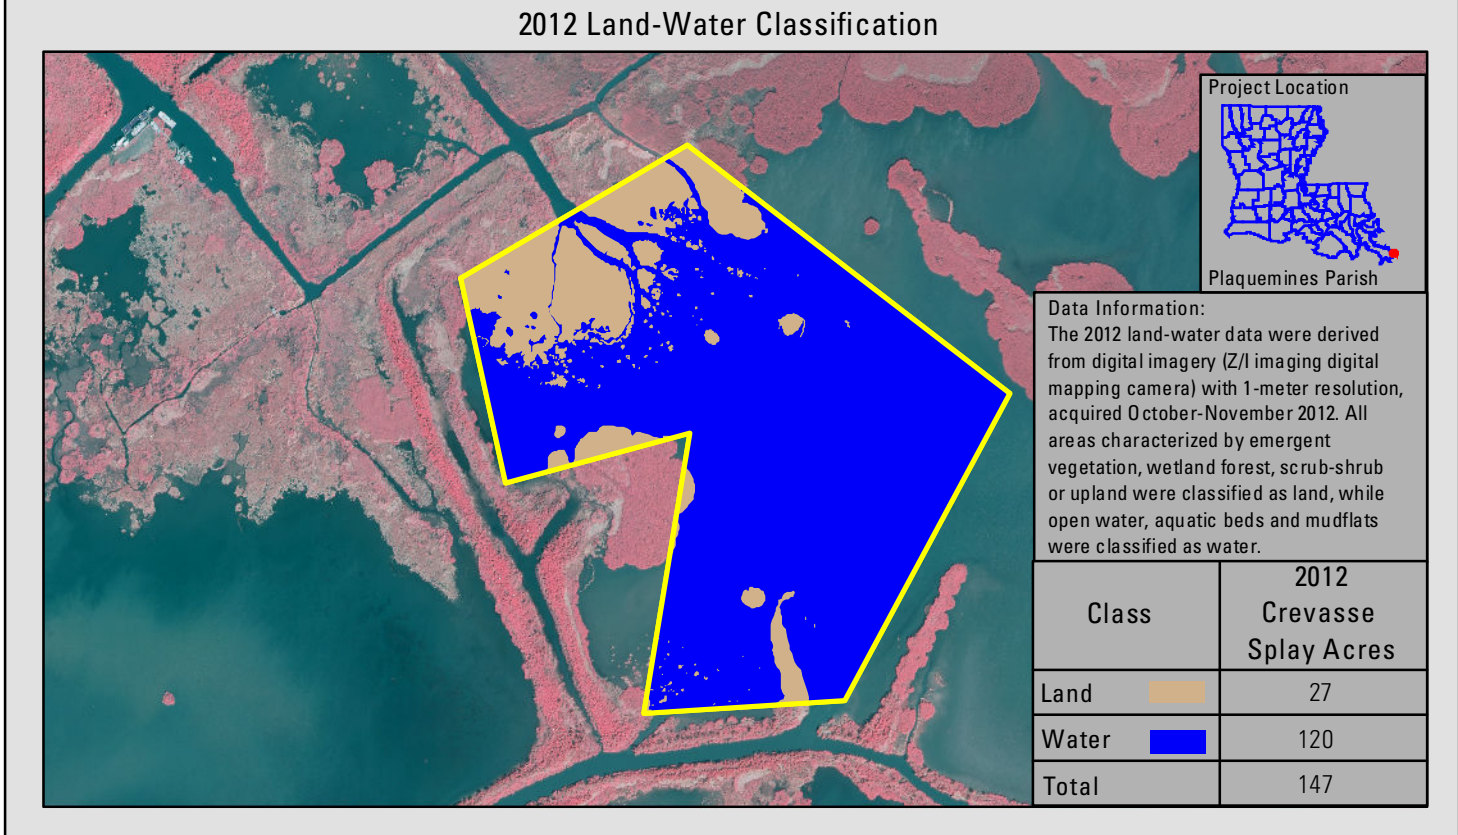 2012 Land-Water Classification
Project Location
Plaquemines Parish
Data Information:
The 2012 land-water data were derived
from digital imagery (Z/I imaging digital
mapping camera) with 1-meter resolution,
acquired October-November 2012. All
areas characterized by emergent
vegetation, wetland forest, scrub-shrub
or upland were classified as land, while
open water, aquatic beds and mudflats
were classified as water.
Class
2012
Crevasse
Splay Acres
Land 27
Water 120
Total 147